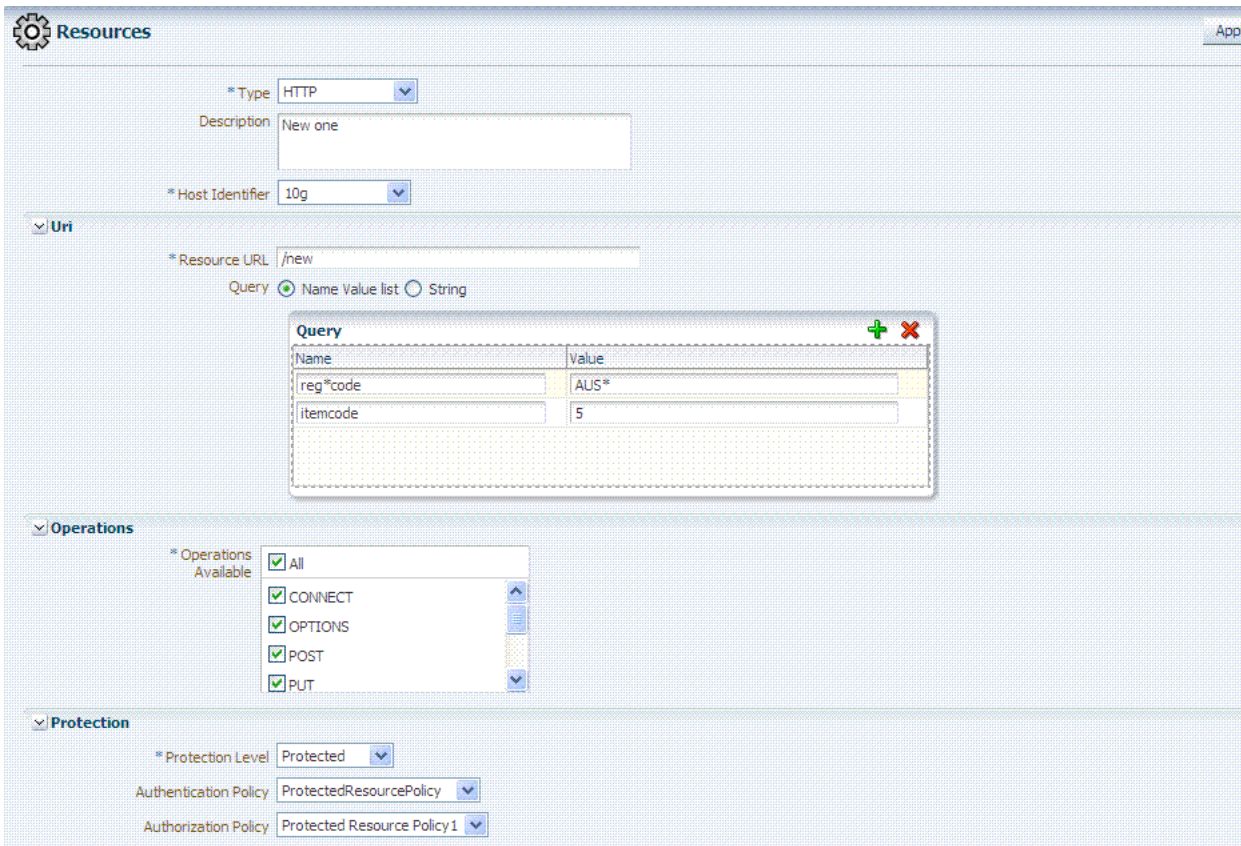 Resources
App
* Type HTTP
Description New one
* Host Identifier 10g
Uri
* Resource URL /new
Query Name Value list String
Query
Name Value
reg*code AUS*
itemcode 5
Operations
* Operations
Available
All
CONNECT
OPTIONS
POST
PUT
Protection
* Protection Level Protected
Authentication Policy ProtectedResourcePolicy
Authorization Policy Protected Resource Policy1